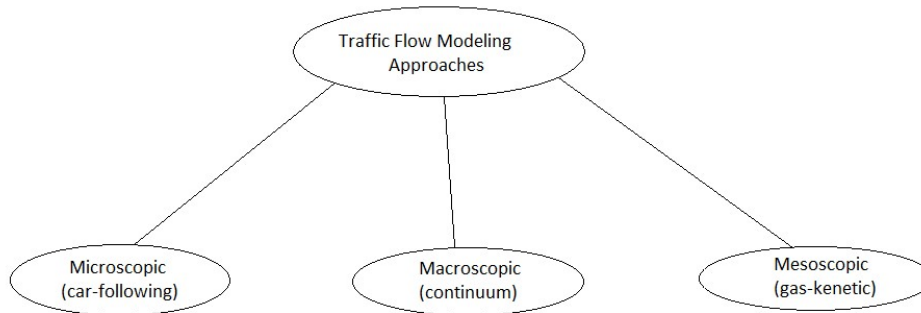 Traffic Flow Modeling
Approaches
Microscopic
(car-following)
Macroscopic
(continuum)
Mesoscopic
(gas-kenetic)